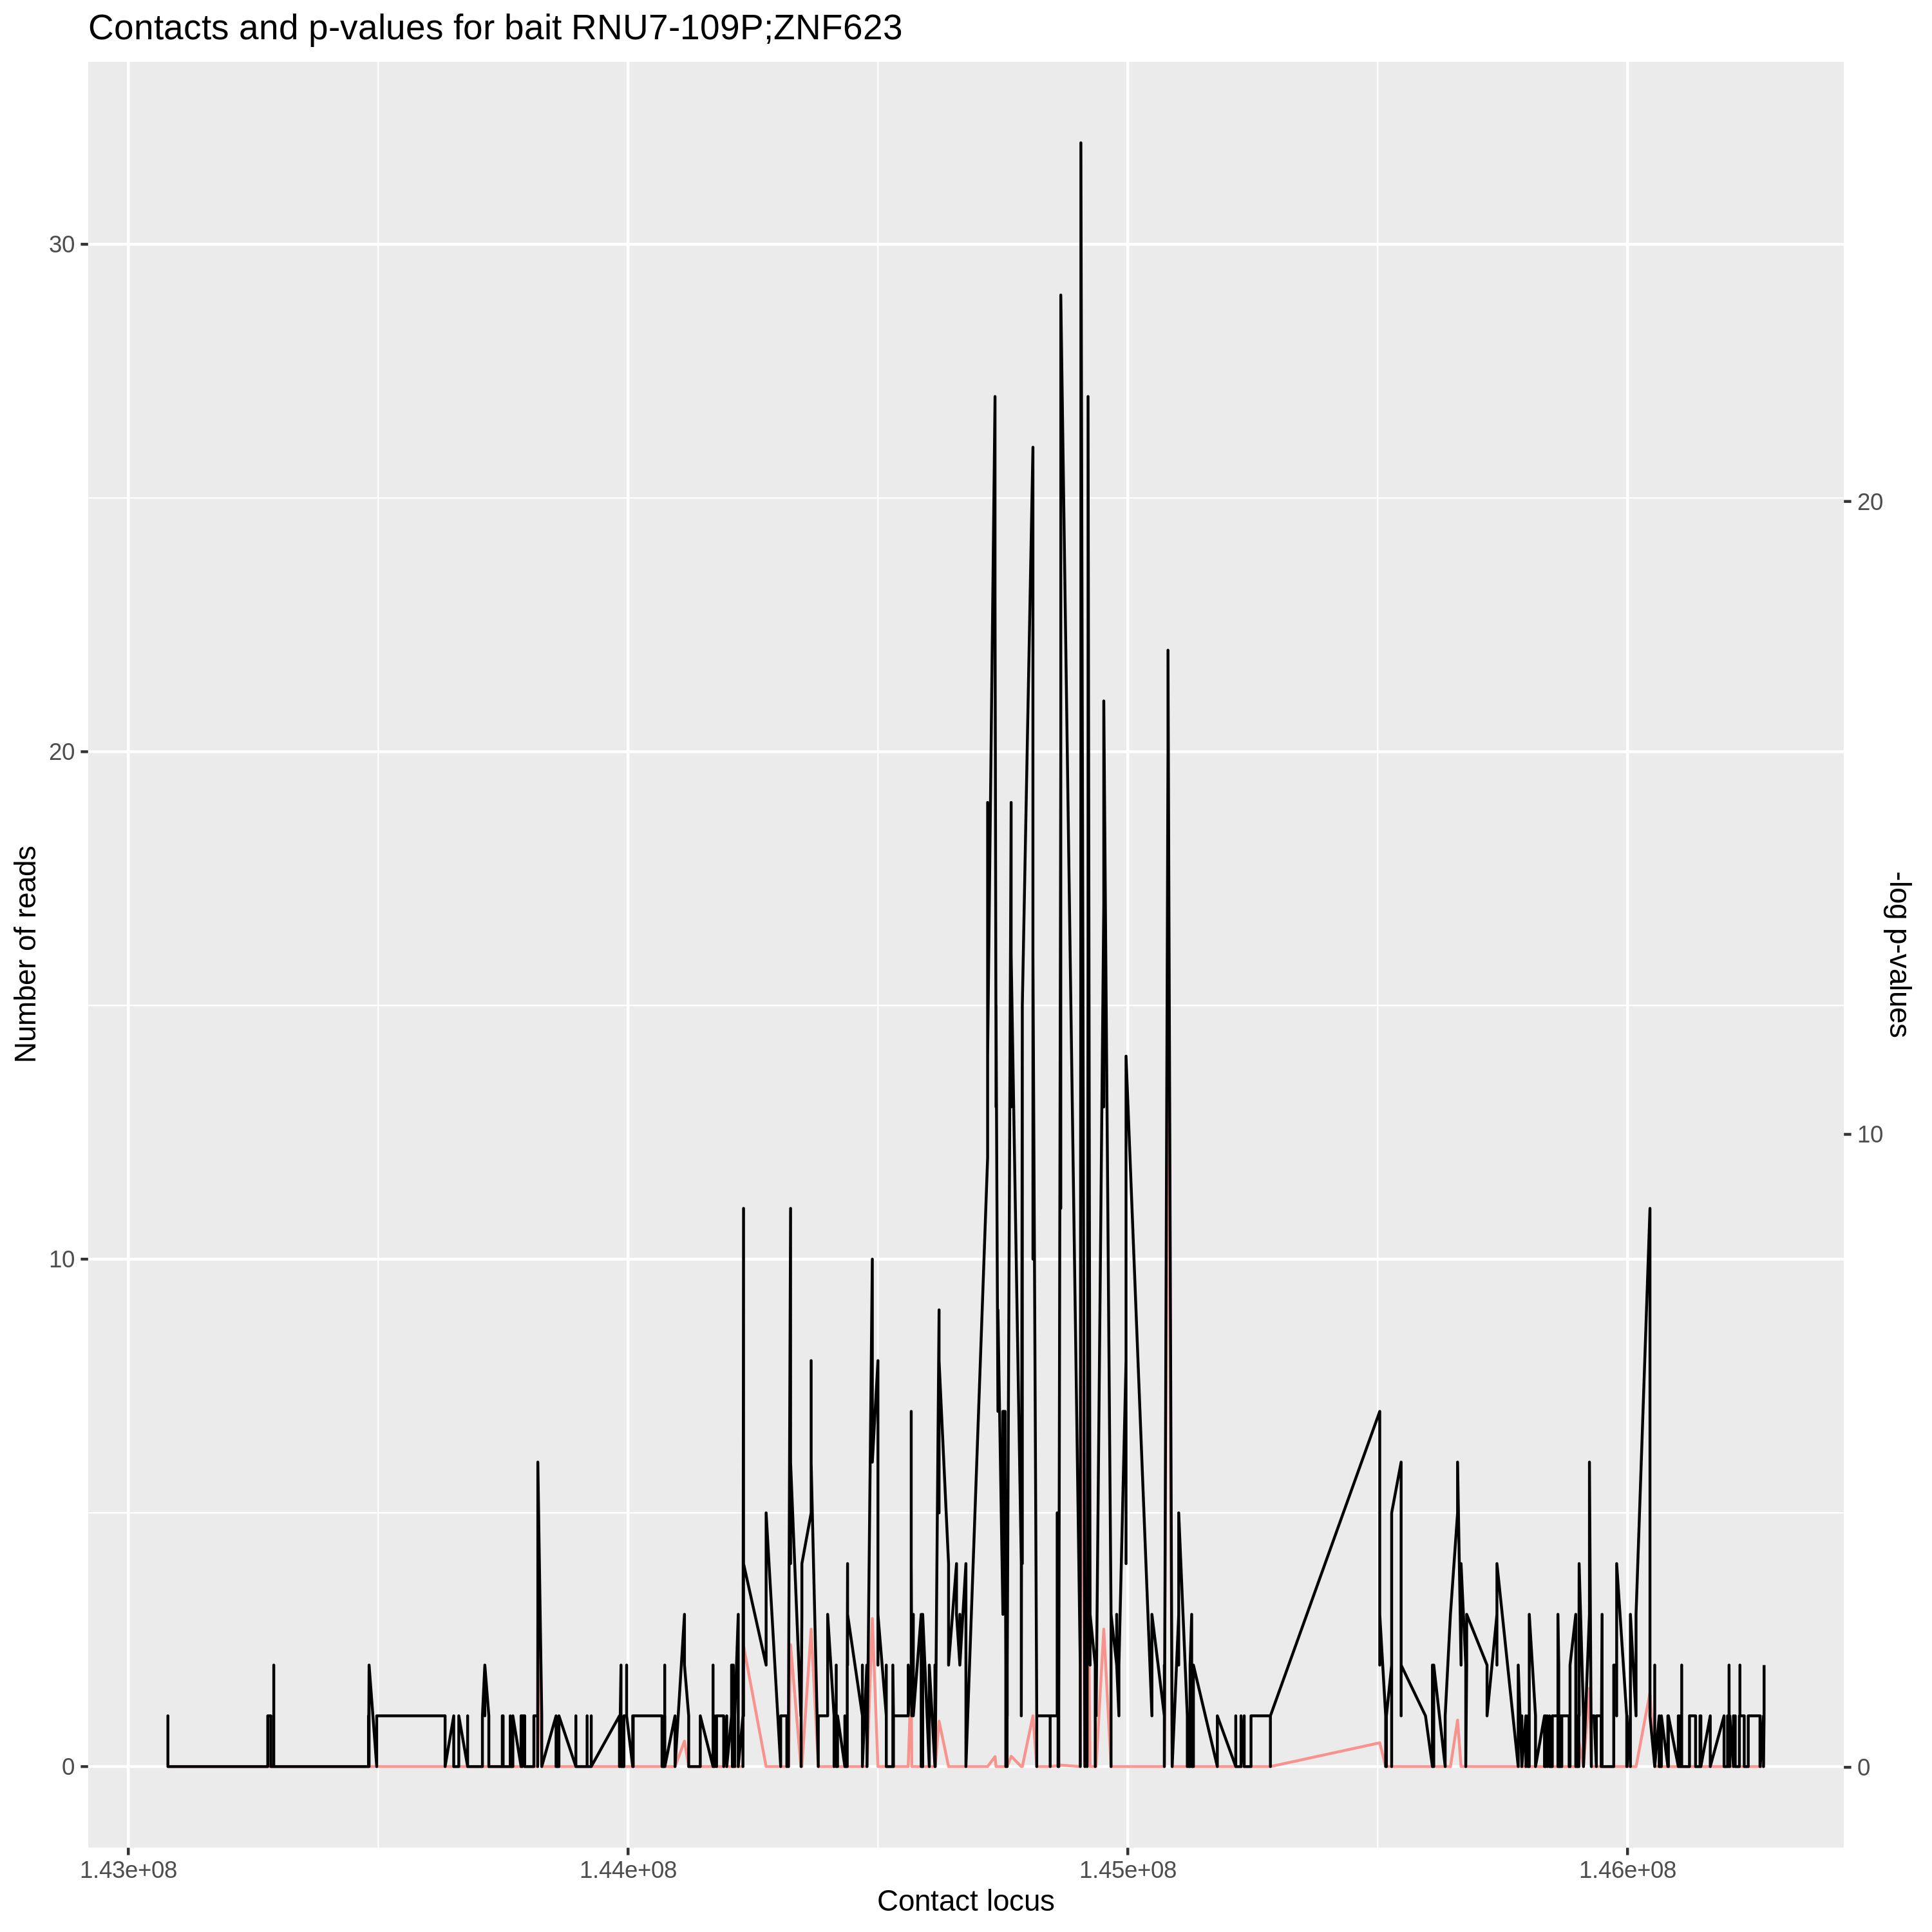 Contacts and p-values for bait RNU7-109P;ZNF623
30
20
10
0
Number of reads
20
10
0
-log p-values
1.43e+08
1.44e+08
1.45e+08
1.46e+08
Contact locus